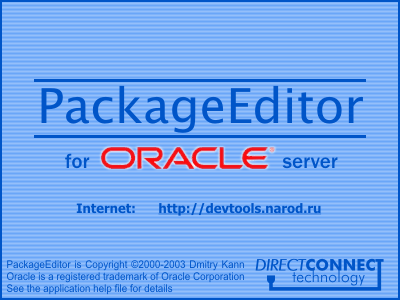 PackageEditor
for ORACLE® server
Internet: http://devtools.narod.ru
PackageEditor is Copyright ©2000-2003 Dmitry Kann
Oracle is a registered trademark of Oracle Corporation
See the application help file for details
DIRECTCONNECT
technology